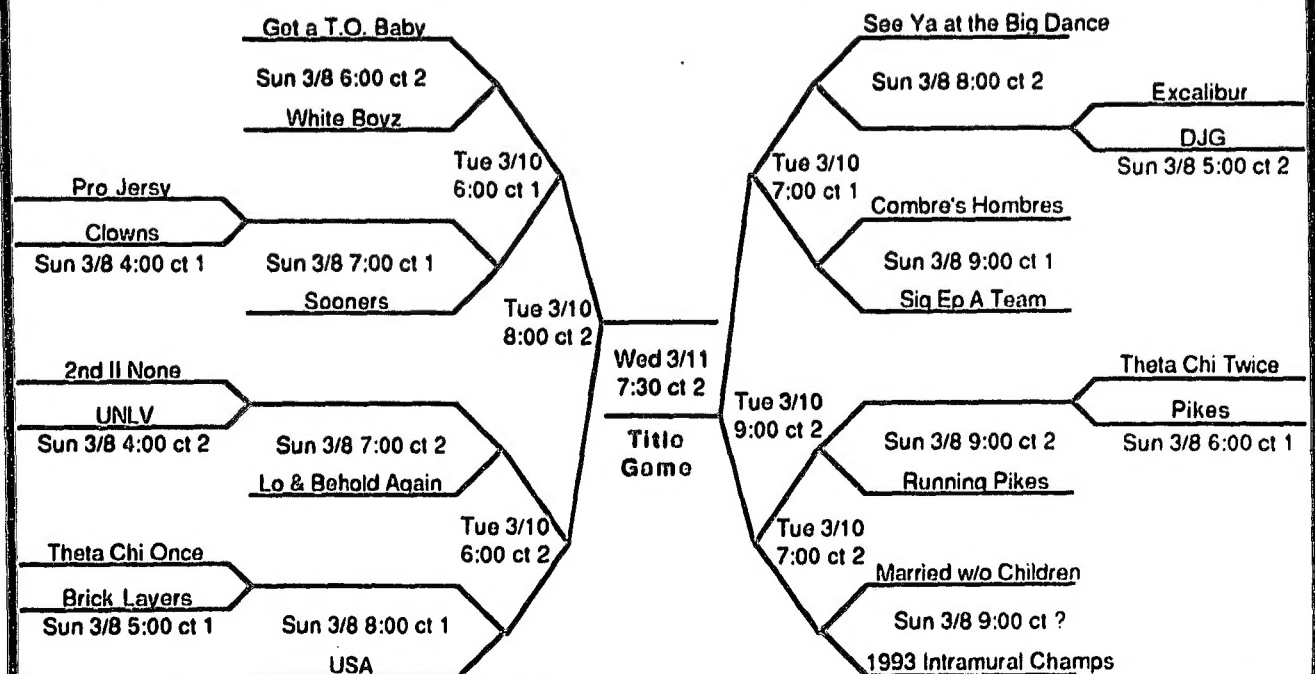 Got a T.O. Baby
Sun 3/8 6:00 ct 2
White Boyz
Tue 3/10
6:00 ct 1
Pro Jersy
Clowns
Sun 3/8 4:00 ct 1
Sun 3/8 7:00 ct 1
Sooners
Tue 3/10
8:00 ct 2
2nd II None
UNLV
Sun 3/8 4:00 ct 2
Sun 3/8 7:00 ct 2
Lo & Behold Again
Tue 3/10
6:00 ct 2
Theta Chi Once
Brick Layers
Sun 3/8 5:00 ct 1
Sun 3/8 8:00 ct 1
USA
Wed 3/11
7:30 ct 2
Title
Game
See Ya at the Big Dance
Sun 3/8 8:00 ct 2
Excalibur
DJG
Sun 3/8 5:00 ct 2
Tue 3/10
7:00 ct 1
Combre's Hombres
Sun 3/8 9:00 ct 1
Sig Ep A Team
Tue 3/10
9:00 ct 2
Theta Chi Twice
Pikes
Sun 3/8 6:00 ct 1
Sun 3/8 9:00 ct 2
Running Pikes
Tue 3/10
7:00 ct 2
Married w/o Children
Sun 3/8 9:00 ct ?
1993 Intramural Champs